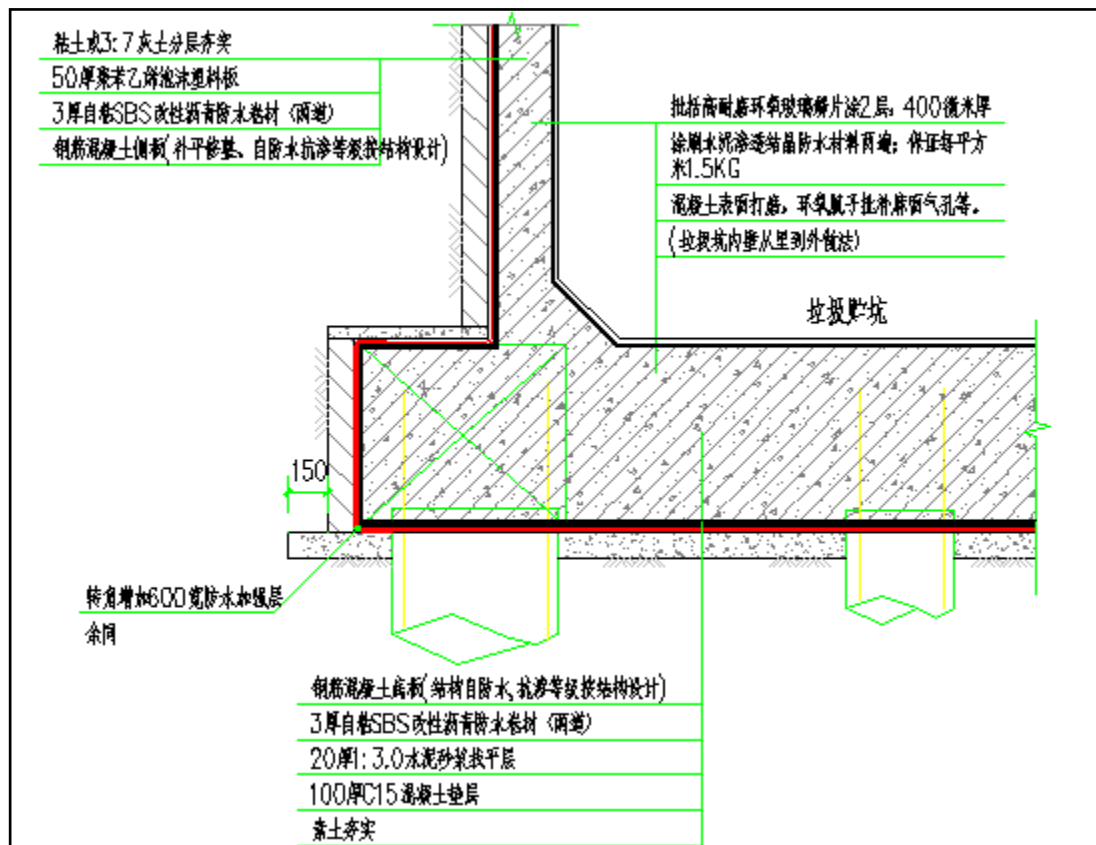 粘土或3:7灰土分层夯实
50厚聚苯乙烯泡沫塑料板
3厚自粘SBS改性沥青防水卷材（两道）
钢筋混凝土侧板(补平修整、自防水抗渗等级按结构设计)
批括高耐磨环氧玻璃鳞片涂2层，400微米厚
涂刷水泥渗透结晶防水材料两遍；保证每平方
米1.5KG
混凝土表面打磨，环氧腻子批补麻面气孔等。
(垃圾坑内壁从里到外做法)
垃圾贮坑
150
转角增加600宽防水加强层
余同
钢筋混凝土底板(结构自防水,抗渗等级按结构设计)
3厚自粘SBS改性沥青防水卷材（两道）
20厚1:3.0水泥砂浆找平层
100厚C15混凝土垫层
素土夯实